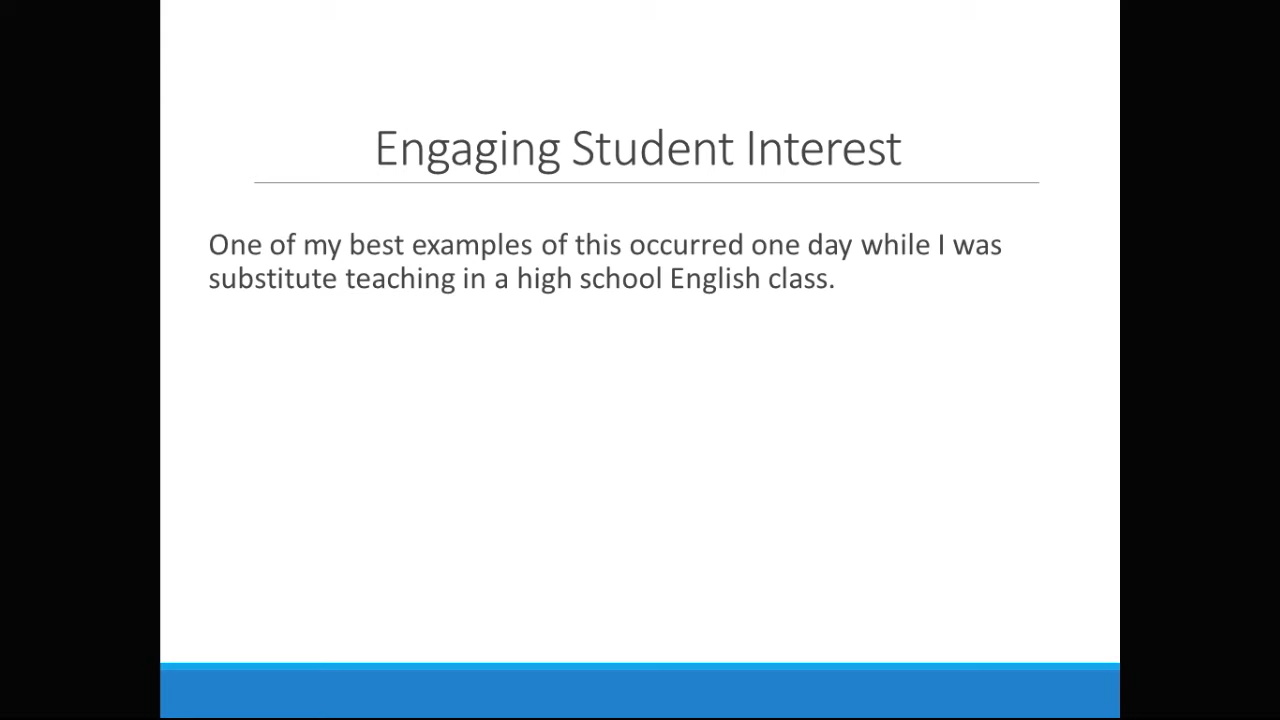 Engaging Student Interest
One of my best examples of this occurred one day while I was
substitute teaching in a high school English class.